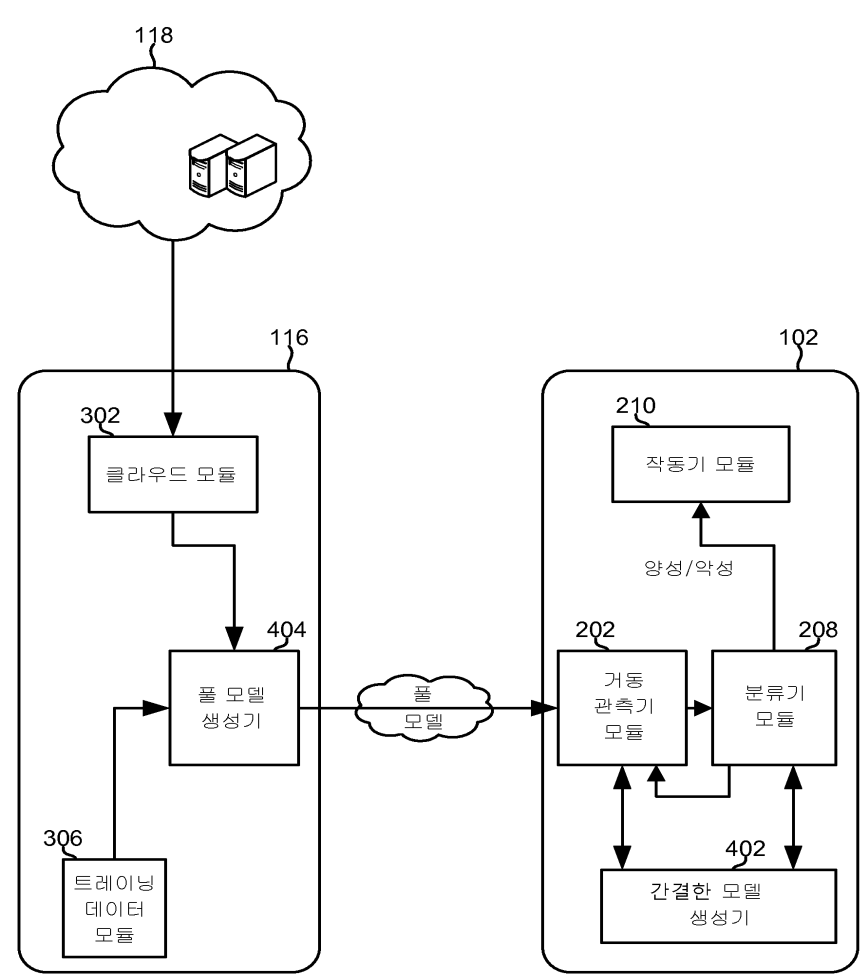 118
116
302
클라우드 모듈
404
풀 모델
생성기
306
트레이닝
데이터
모듈
풀
모델
102
210
작동기 모듈
양성/악성
202
거동
관측기
모듈
208
분류기
모듈
402
간결한 모델
생성기